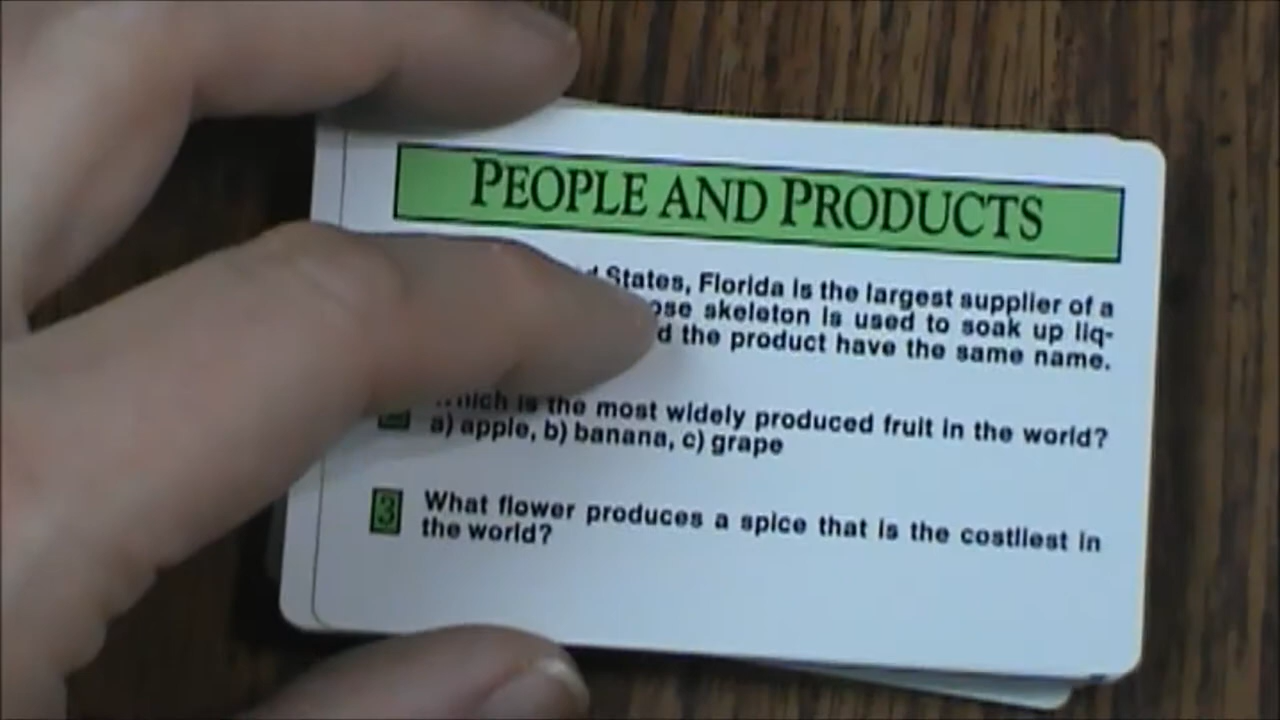 PEOPLE AND PRODUCTS
States, Florida is the largest supplier of a
skeleton is used to soak up liq-
the product have the same name.
Which is the most widely produced fruit in the world?
a) apple, b) banana, c) grape
3 What flower produces a spice that is the costliest in
the world?